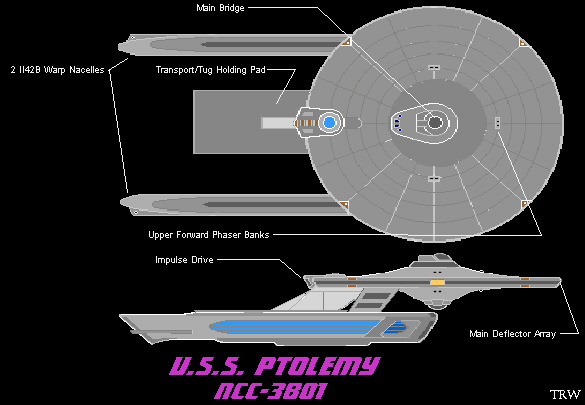 Main Bridge
2 II42B Warp Nacelles
Transport/Tug Holding Pad
Upper Forward Phaser Banks
Impulse Drive
Main Deflector Array
U.S.S. PTOLEMY
NCC-3801
TRW